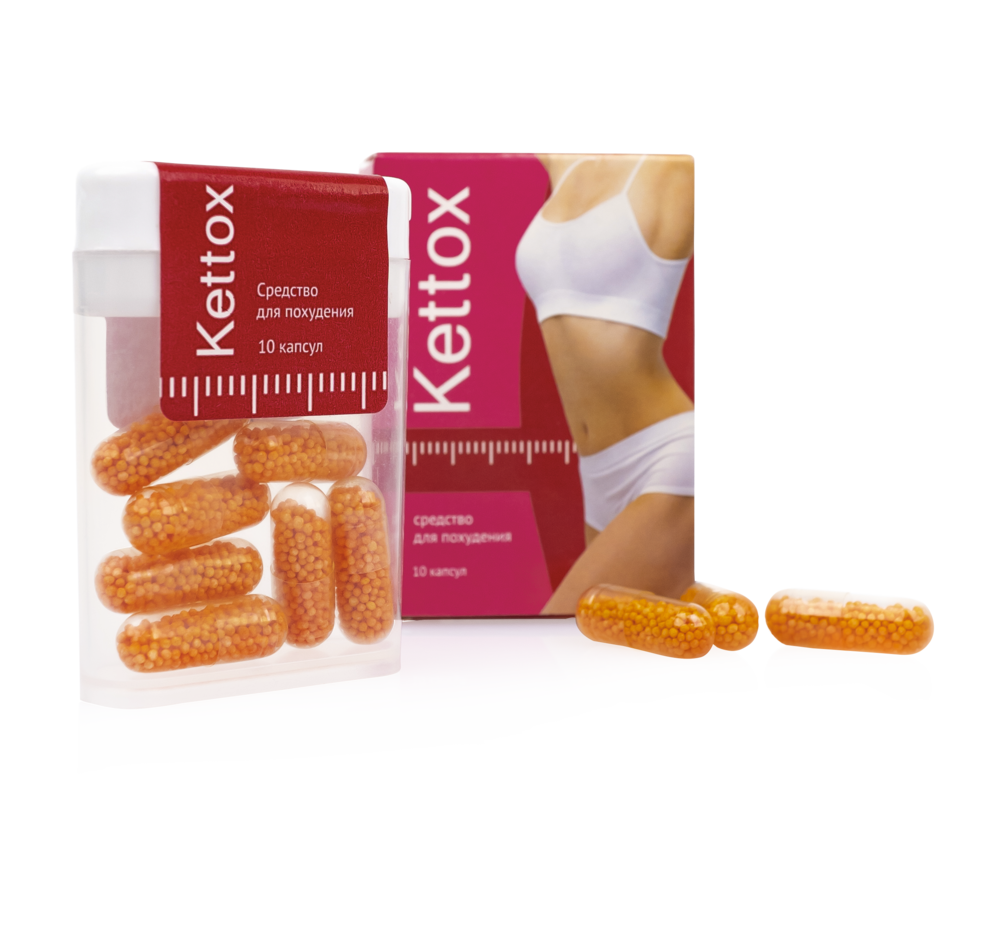 Kettox
Средство
для похудения
10 капсул
Kettox
средство
для похудения
10 капсул